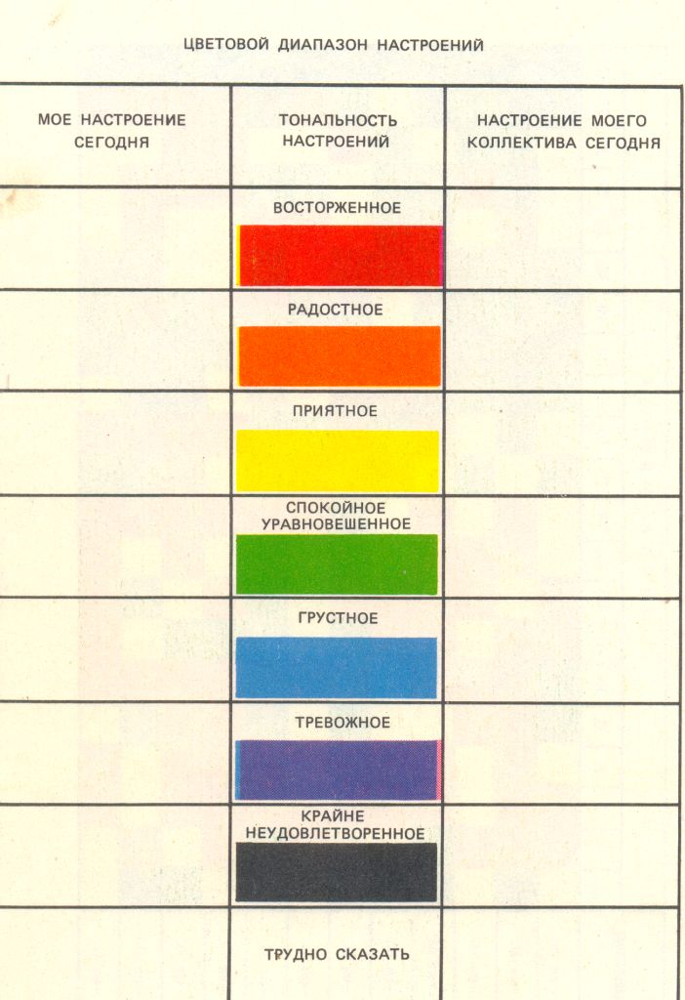 ЦВЕТОВОЙ ДИАПАЗОН НАСТРОЕНИЙ
МОЕ НАСТРОЕНИЕ
СЕГОДНЯ
ТОНАЛЬНОСТЬ
НАСТРОЕНИЙ
НАСТРОЕНИЕ МОЕГО
КОЛЛЕКТИВА СЕГОДНЯ
ВОСТОРЖЕННОЕ
РАДОСТНОЕ
ПРИЯТНОЕ
СПОКОЙНОЕ
УРАВНОВЕШЕННОЕ
ГРУСТНОЕ
ТРЕВОЖНОЕ
КРАЙНЕ
НЕУДОВЛЕТВОРЕННОЕ
ТРУДНО СКАЗАТЬ